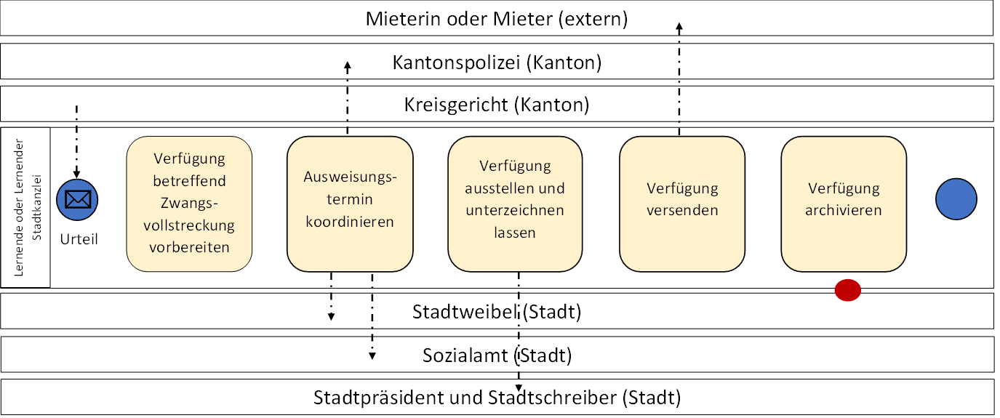 Mieterin oder Mieter (extern)
Kantonspolizei (Kanton)
Kreisgericht (Kanton)
Lernende oder Lernender
Stadtkanzlei
Urteil
Verfügung
betreffend
Zwangs-
vollstreckung
vorbereiten
Ausweisungs-
termin
koordinieren
Verfügung
ausstellen und
unterzeichnen
lassen
Verfügung
versenden
Verfügung
archivieren
Stadtweibel (Stadt)
Sozialamt (Stadt)
Stadtpräsident und Stadtschreiber (Stadt)